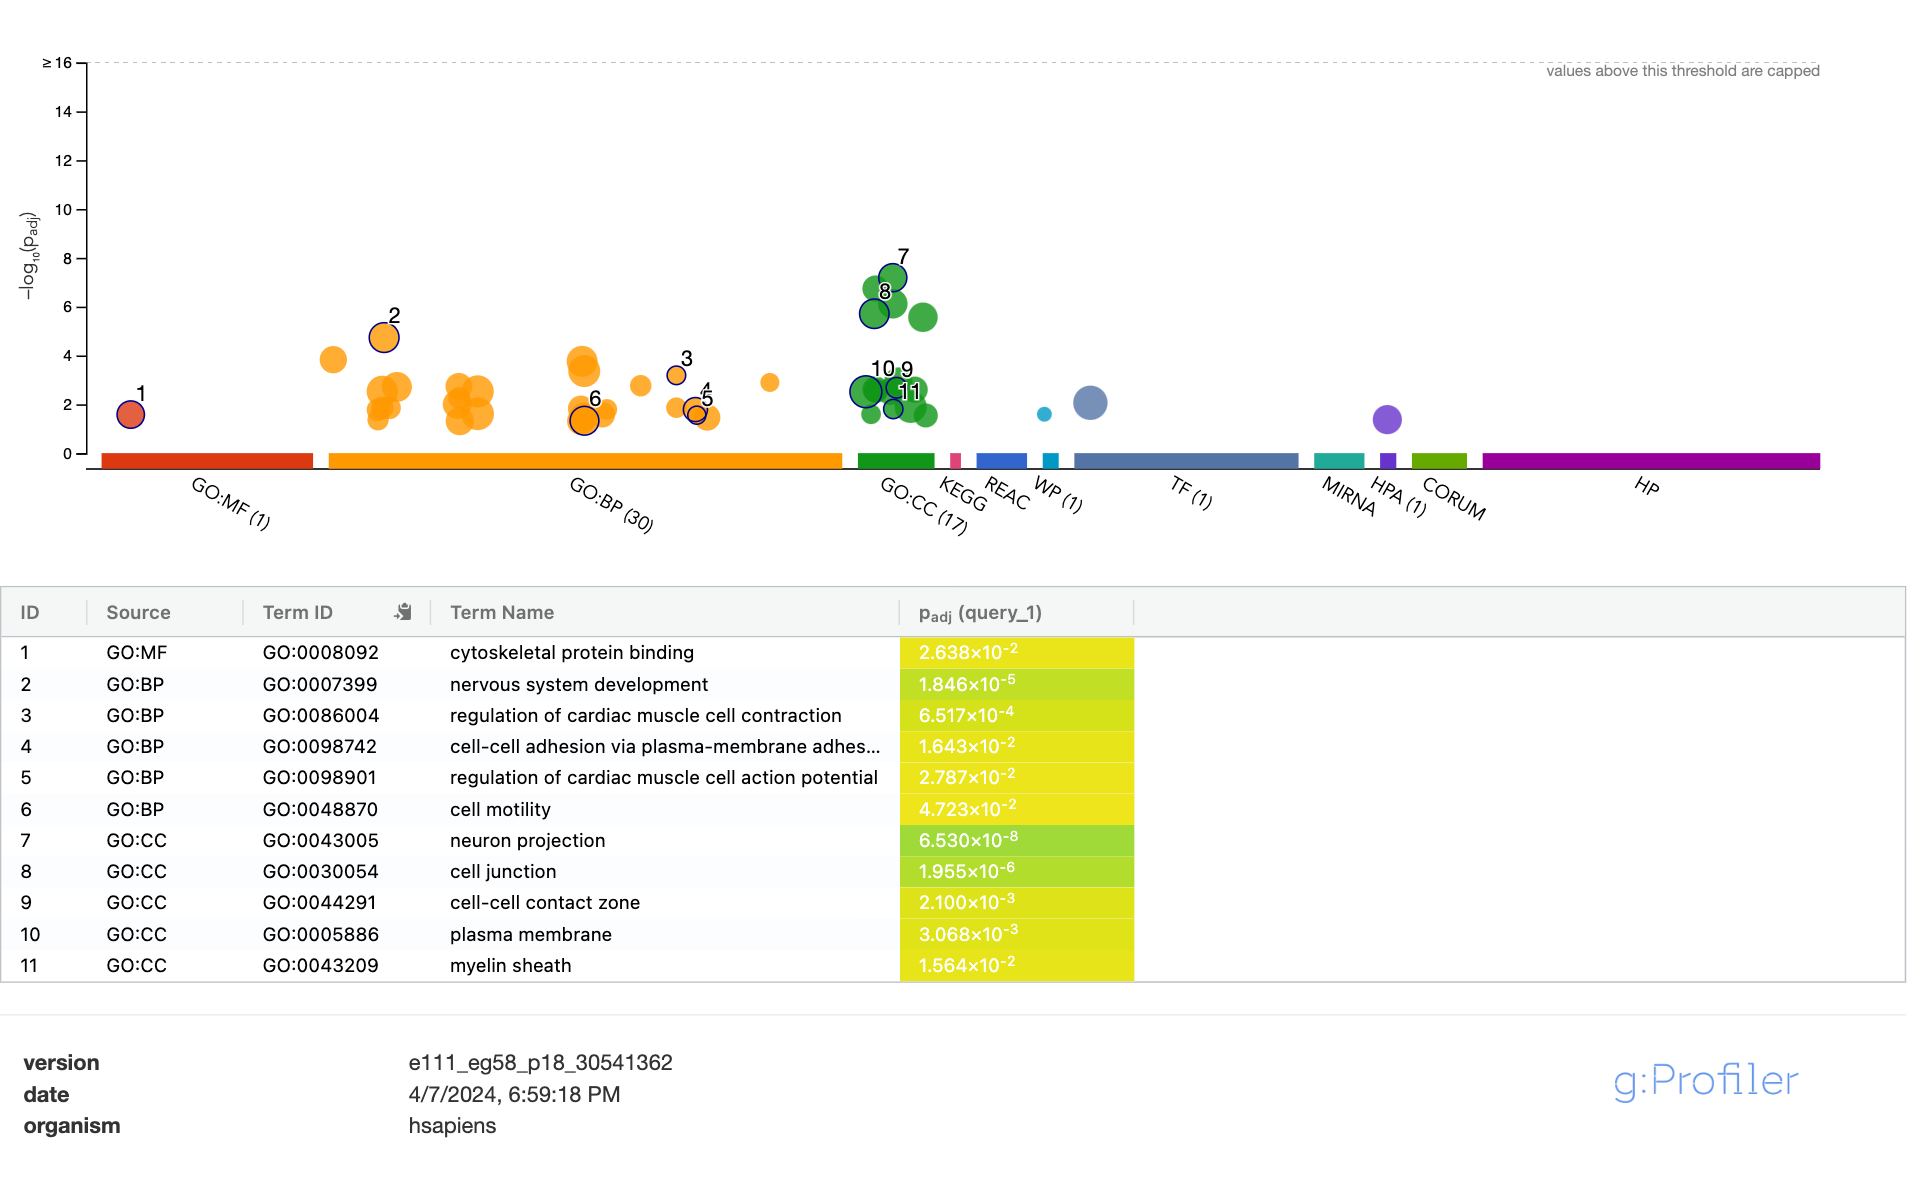 ≥ 16
values above this threshold are capped
14
12
10
8
6
4
2
0
−log₁₀(padj)
1
2
3
4
5
6
7
8
10
9
11
GO:MF (1)
GO:BP (30)
GO:CC (17)
KEGG
REAC
WP (1)
TF (1)
MIRNA
HPA (1)
CORUM
HP
ID Source Term ID Term Name padj (query_1)
1 GO:MF GO:0008092 cytoskeletal protein binding 2.638×10⁻²
2 GO:BP GO:0007399 nervous system development 1.846×10⁻⁵
3 GO:BP GO:0086004 regulation of cardiac muscle cell contraction 6.517×10⁻⁴
4 GO:BP GO:0098742 cell-cell adhesion via plasma-membrane adhes... 1.643×10⁻²
5 GO:BP GO:0098901 regulation of cardiac muscle cell action potential 2.787×10⁻²
6 GO:BP GO:0048870 cell motility 4.723×10⁻²
7 GO:CC GO:0043005 neuron projection 6.530×10⁻⁸
8 GO:CC GO:0030054 cell junction 1.955×10⁻⁶
9 GO:CC GO:0044291 cell-cell contact zone 2.100×10⁻³
10 GO:CC GO:0005886 plasma membrane 3.068×10⁻³
11 GO:CC GO:0043209 myelin sheath 1.564×10⁻²
version e111_eg58_p18_30541362
date 4/7/2024, 6:59:18 PM
organism hsapiens
g:Profiler